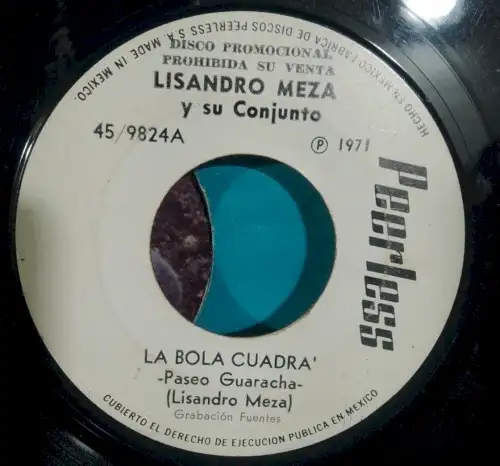 HECHO EN MEXICO FABRICA DE DISCOS PEERLESS S.A. MADE IN MEXICO.
DISCO PROMOCIONAL
PROHIBIDA SU VENTA
LISANDRO MEZA
y su Conjunto
45/9824A
Ⓟ 1971
Peerless
LA BOLA CUADRA'
-Paseo Guaracha-
(Lisandro Meza)
Grabación Fuentes
CUBIERTO EL DERECHO DE EJECUCION PUBLICA EN MEXICO